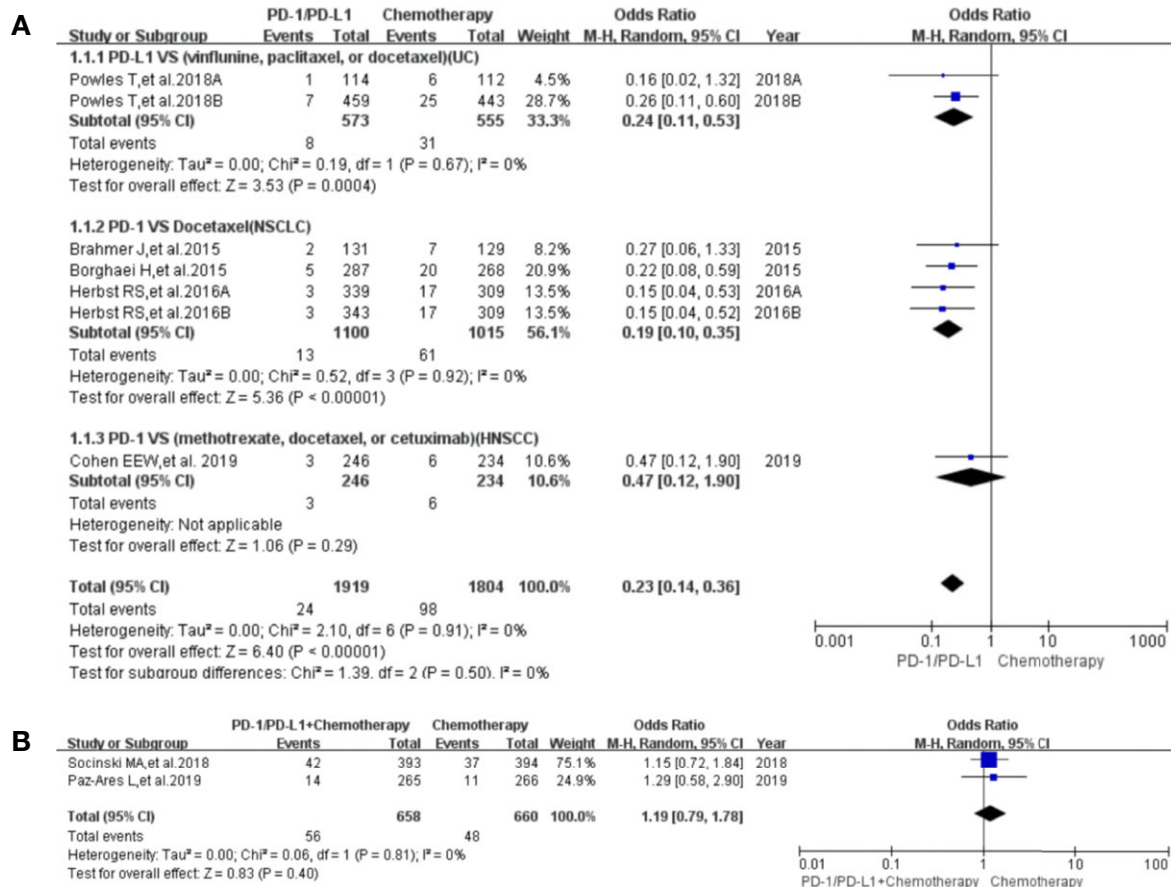 A
PD-1/PD-L1 Chemotherapy Odds Ratio Odds Ratio
Study or Subgroup Events Total Events Total Weight M-H, Random, 95% CI Year M-H, Random, 95% CI
1.1.1 PD-L1 VS (vinflunine, paclitaxel, or docetaxel)(UC)
Powles T,et al.2018A 1 114 6 112 4.5% 0.16 [0.02, 1.32] 2018A
Powles T,et al.2018B 7 459 25 443 28.7% 0.26 [0.11, 0.60] 2018B
Subtotal (95% CI) 573 555 33.3% 0.24 [0.11, 0.53]
Total events 8 31
Heterogeneity: Tau² = 0.00; Chi² = 0.19, df = 1 (P = 0.67); I² = 0%
Test for overall effect: Z = 3.53 (P = 0.0004)
1.1.2 PD-1 VS Docetaxel(NSCLC)
Brahmer J,et al.2015 2 131 7 129 8.2% 0.27 [0.06, 1.33] 2015
Borghaei H,et al.2015 5 287 20 268 20.9% 0.22 [0.08, 0.59] 2015
Herbst RS,et al.2016A 3 339 17 309 13.5% 0.15 [0.04, 0.53] 2016A
Herbst RS,et al.2016B 3 343 17 309 13.5% 0.15 [0.04, 0.52] 2016B
Subtotal (95% CI) 1100 1015 56.1% 0.19 [0.10, 0.35]
Total events 13 61
Heterogeneity: Tau² = 0.00; Chi² = 0.52, df = 3 (P = 0.92); I² = 0%
Test for overall effect: Z = 5.36 (P < 0.00001)
1.1.3 PD-1 VS (methotrexate, docetaxel, or cetuximab)(HNSCC)
Cohen EEW,et al. 2019 3 246 6 234 10.6% 0.47 [0.12, 1.90] 2019
Subtotal (95% CI) 246 234 10.6% 0.47 [0.12, 1.90]
Total events 3 6
Heterogeneity: Not applicable
Test for overall effect: Z = 1.06 (P = 0.29)
Total (95% CI) 1919 1804 100.0% 0.23 [0.14, 0.36]
Total events 24 98
Heterogeneity: Tau² = 0.00; Chi² = 2.10, df = 6 (P = 0.91); I² = 0%
Test for overall effect: Z = 6.40 (P < 0.00001)
Test for subgroup differences: Chi² = 1.39, df = 2 (P = 0.50), I² = 0%
0.001 0.1 1 10 1000
PD-1/PD-L1 Chemotherapy
B
PD-1/PD-L1+Chemotherapy Chemotherapy Odds Ratio Odds Ratio
Study or Subgroup Events Total Events Total Weight M-H, Random, 95% CI Year M-H, Random, 95% CI
Socinski MA,et al.2018 42 393 37 394 75.1% 1.15 [0.72, 1.84] 2018
Paz-Ares L,et al.2019 14 265 11 266 24.9% 1.29 [0.58, 2.90] 2019
Total (95% CI) 658 660 100.0% 1.19 [0.79, 1.78]
Total events 56 48
Heterogeneity: Tau² = 0.00; Chi² = 0.06, df = 1 (P = 0.81); I² = 0%
Test for overall effect: Z = 0.83 (P = 0.40)
0.01 0.1 1 10 100
PD-1/PD-L1+Chemotherapy Chemotherapy